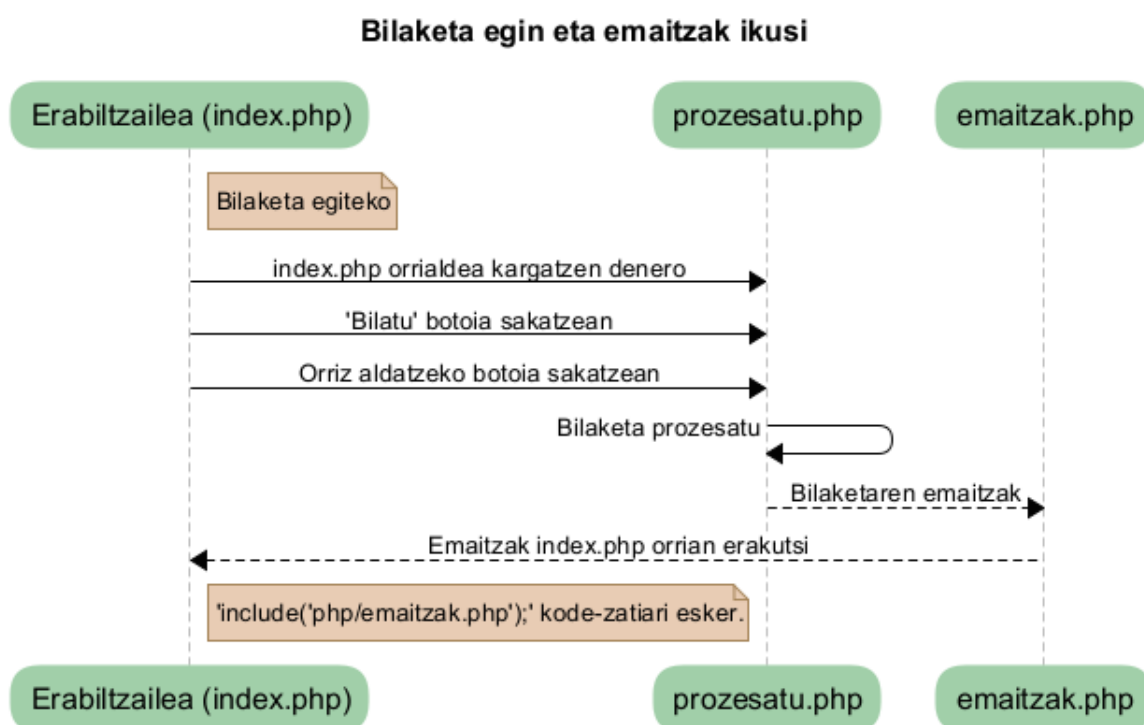 Bilaketa egin eta emaitzak ikusi
Erabiltzailea (index.php)
prozesatu.php
emaitzak.php
Bilaketa egiteko
index.php orrialdea kargatzen denero
'Bilatu' botoia sakatzean
Orriz aldatzeko botoia sakatzean
Bilaketa prozesatu
Bilaketaren emaitzak
Emaitzak index.php orrian erakutsi
'include('php/emaitzak.php');' kode-zatiari esker.
Erabiltzailea (index.php)
prozesatu.php
emaitzak.php